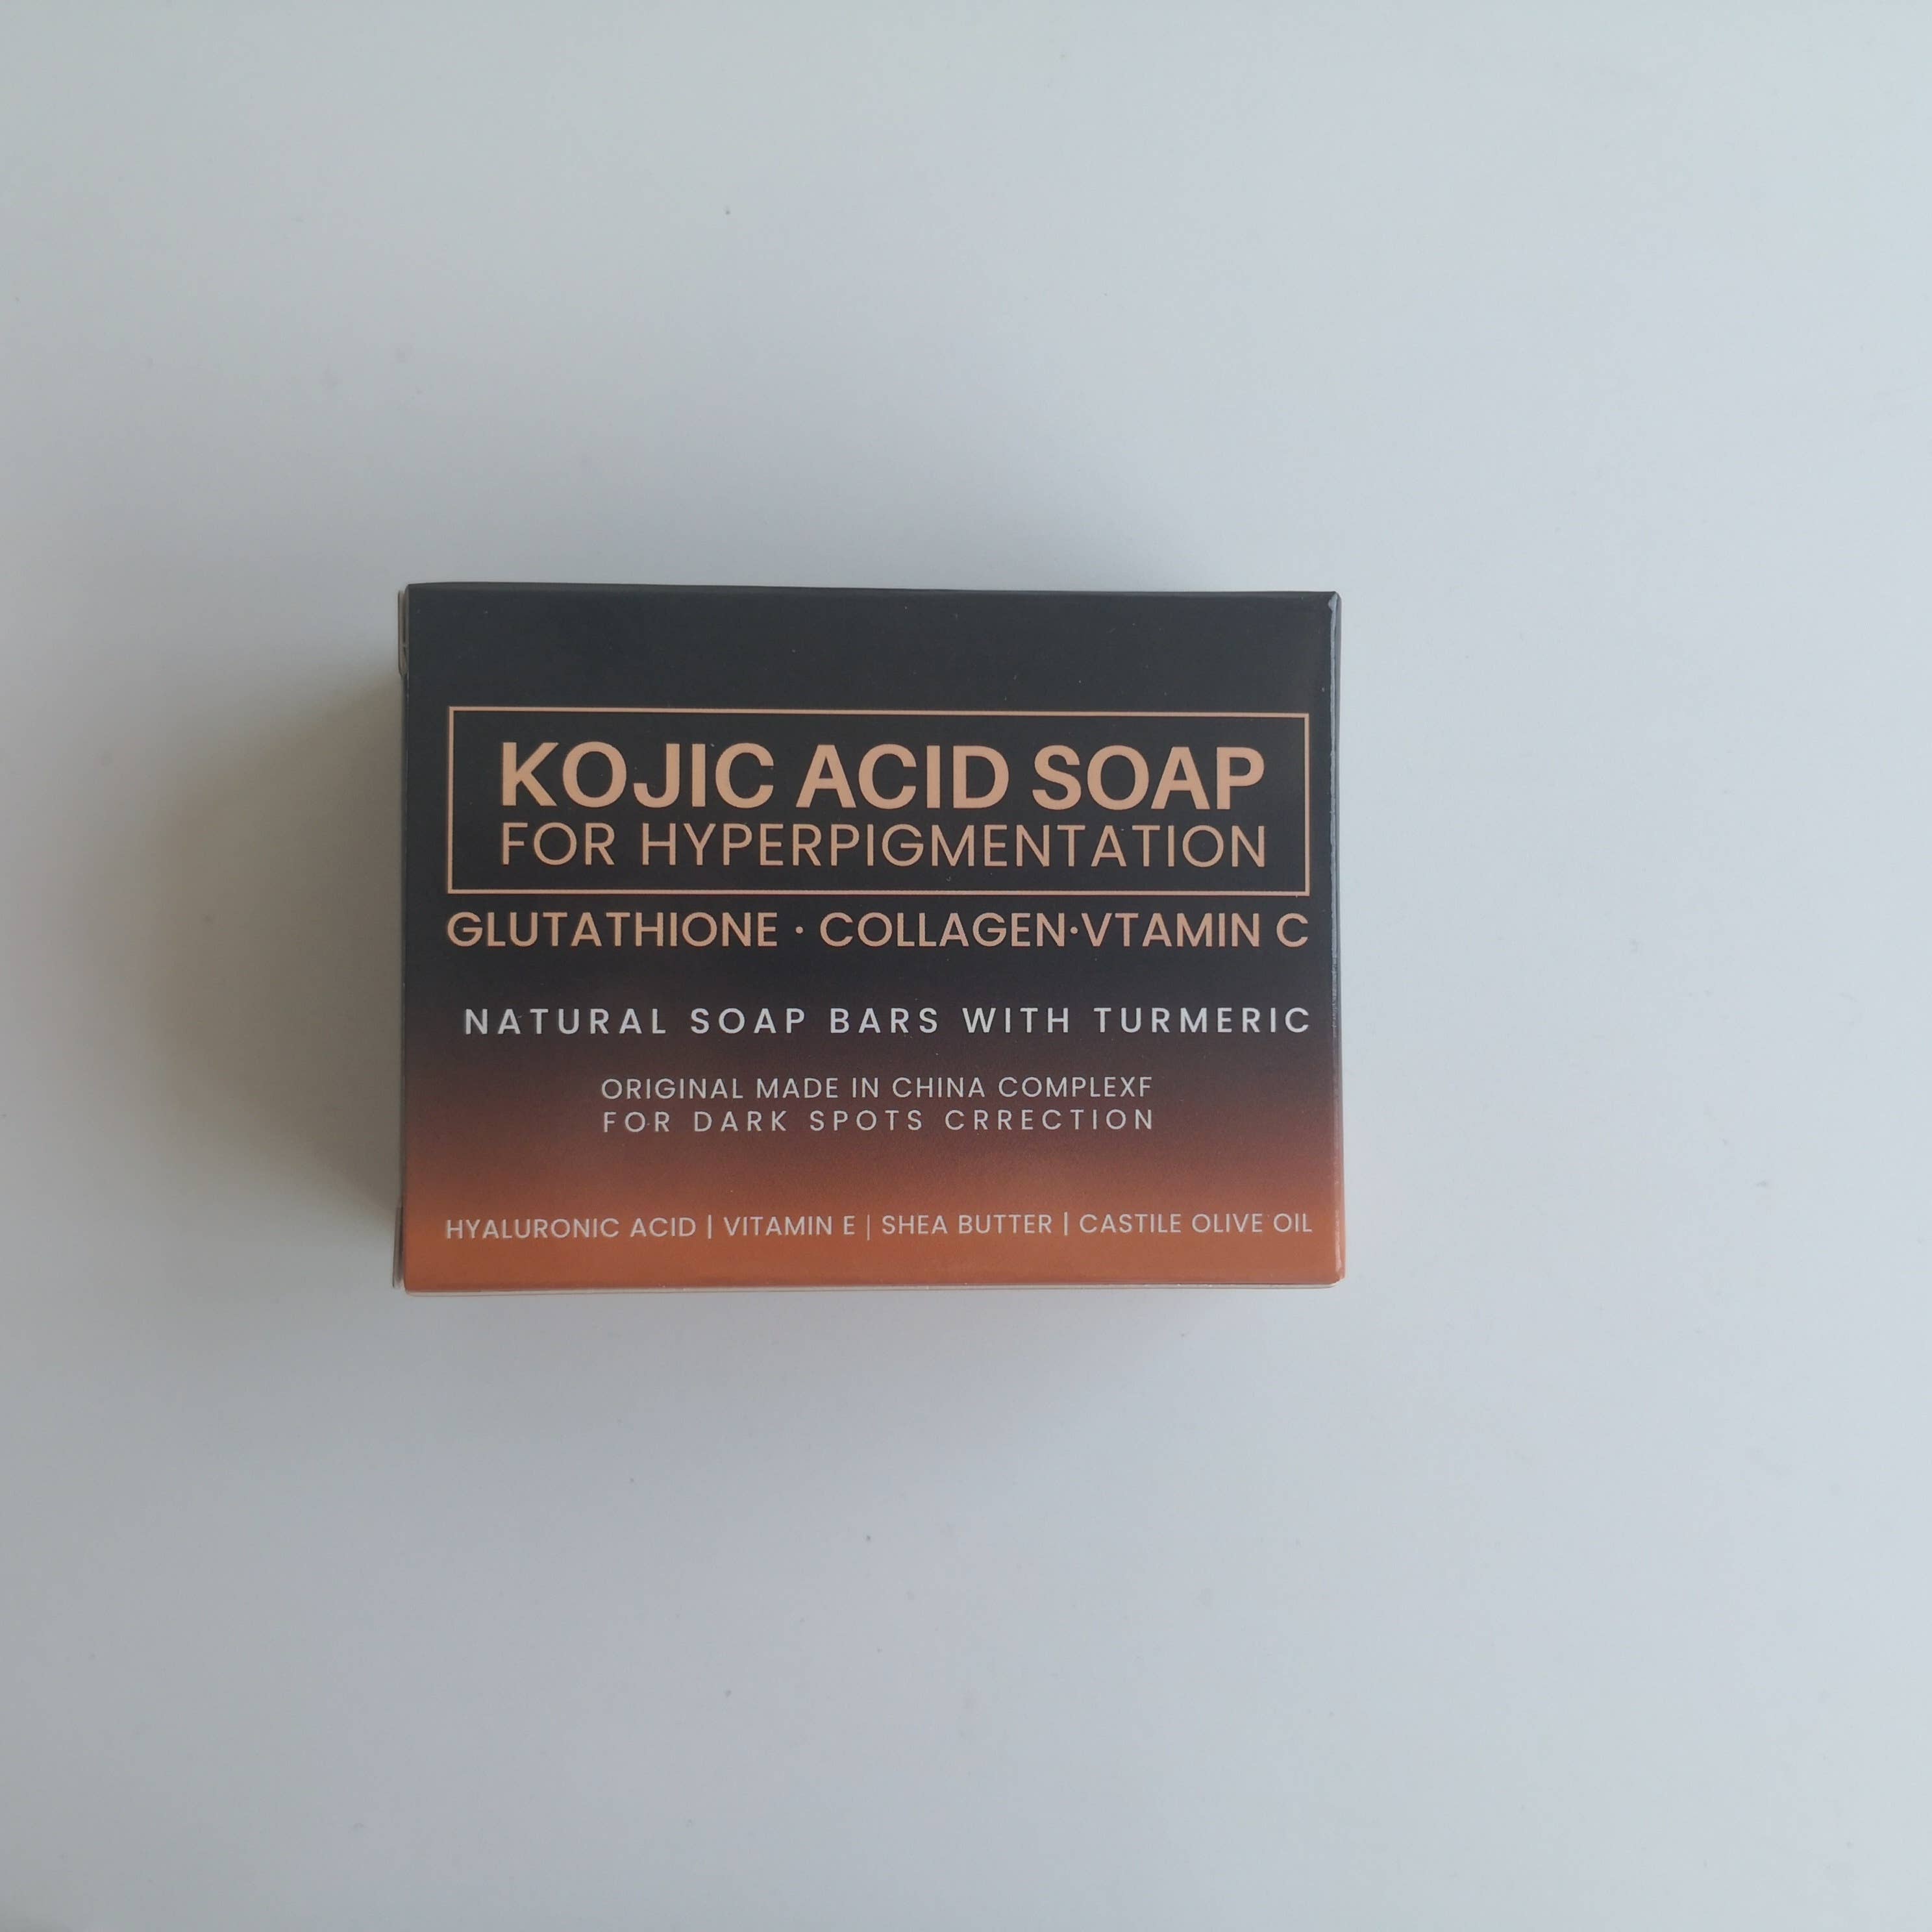 KOJIC ACID SOAP
FOR HYPERPIGMENTATION
GLUTATHIONE · COLLAGEN·VTAMIN C
NATURAL SOAP BARS WITH TURMERIC
ORIGINAL MADE IN CHINA COMPLEXF
FOR DARK SPOTS CRRECTION
HYALURONIC ACID | VITAMIN E | SHEA BUTTER | CASTILE OLIVE OIL